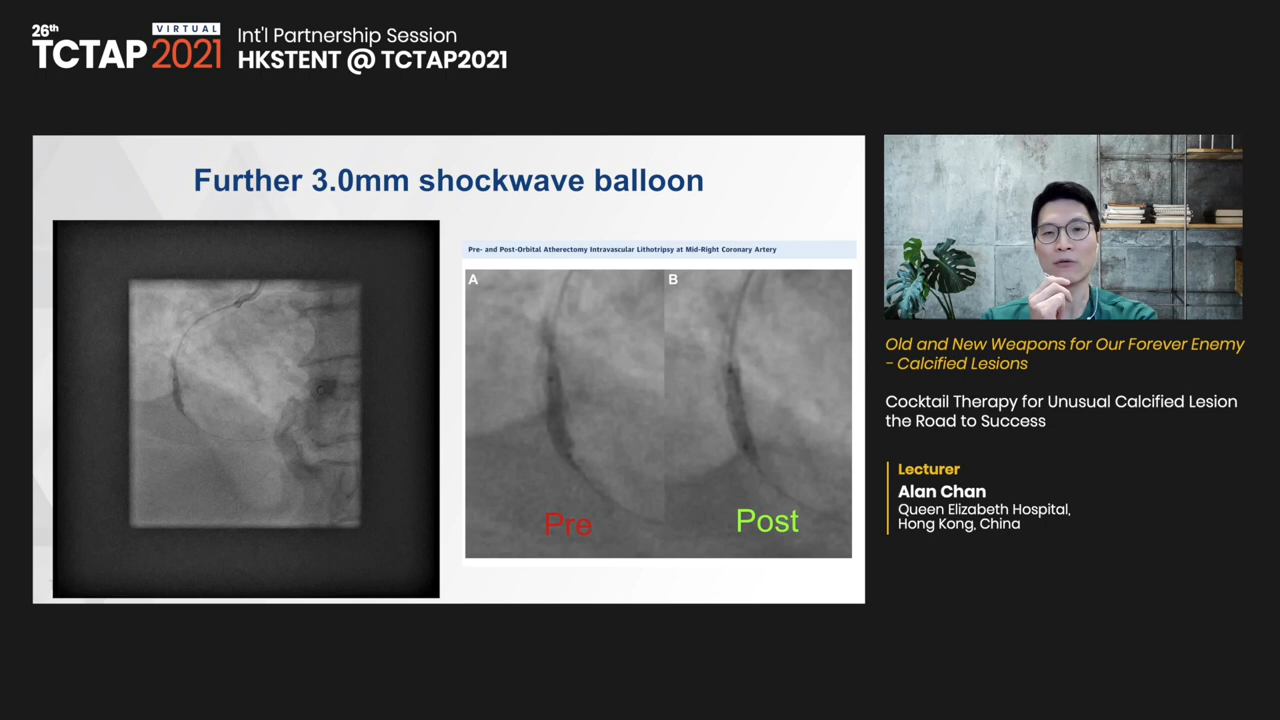 26th
VIRTUAL
TCTAP 2021
Int'l Partnership Session
HKSTENT @ TCTAP2021
Further 3.0mm shockwave balloon
Pre- and Post-Orbital Atherectomy Intravascular Lithotripsy at Mid-Right Coronary Artery
A
B
Pre
Post
Old and New Weapons for Our Forever Enemy
- Calcified Lesions
Cocktail Therapy for Unusual Calcified Lesion
the Road to Success
Lecturer
Alan Chan
Queen Elizabeth Hospital,
Hong Kong, China